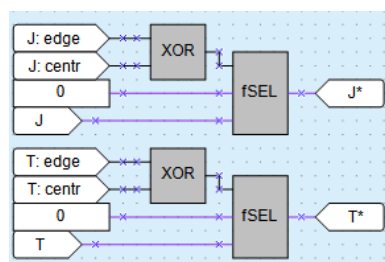 J: edge
XOR
J: centr
0
fSEL
J*
J
T: edge
XOR
T: centr
0
fSEL
T*
T